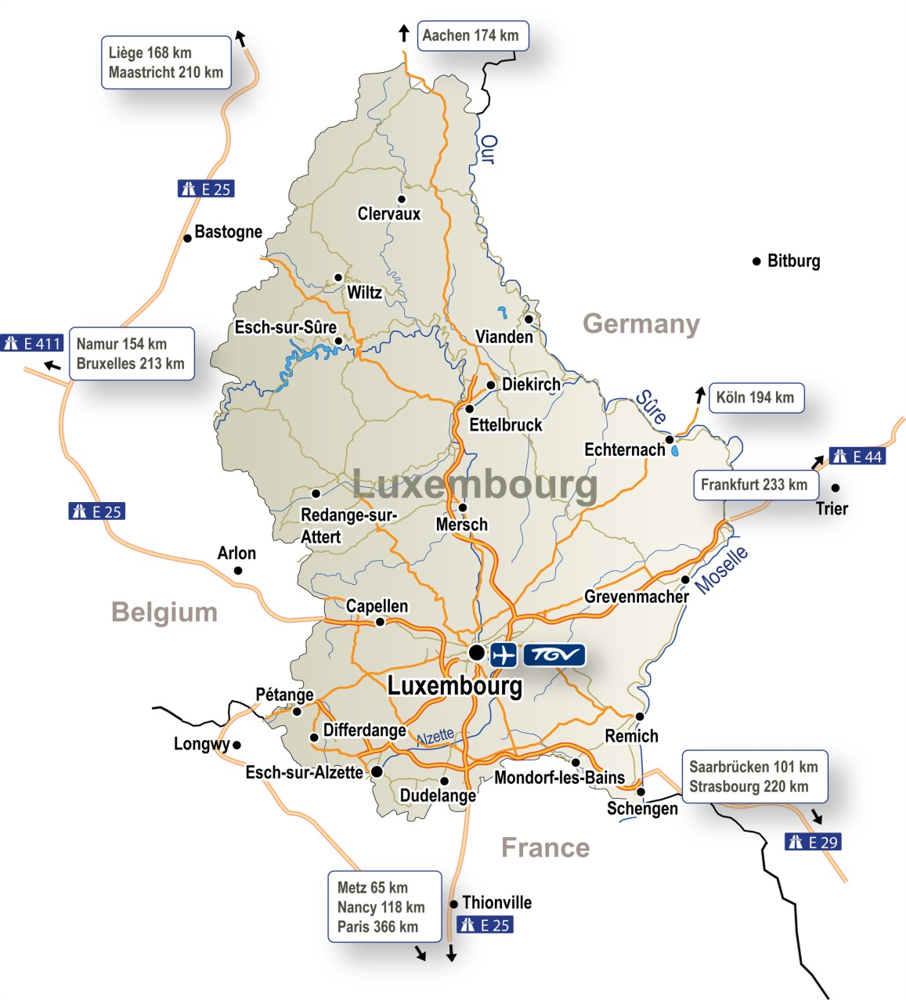 Aachen 174 km
Liège 168 km
Maastricht 210 km
Our
E 25
Clervaux
Bastogne
Bitburg
Wiltz
Germany
Esch-sur-Sûre
Vianden
E 411
Namur 154 km
Bruxelles 213 km
Diekirch
Köln 194 km
Sûre
Ettelbruck
Echternach
E 44
Frankfurt 233 km
Luxembourg
Trier
E 25
Redange-sur-
Attert
Mersch
Arlon
Moselle
Grevenmacher
Belgium
Capellen
TGV
Luxembourg
Pétange
Differdange
Alzette
Remich
Longwy
Esch-sur-Alzette
Mondorf-les-Bains
Saarbrücken 101 km
Strasbourg 220 km
Dudelange
Schengen
E 29
France
Metz 65 km
Nancy 118 km
Paris 366 km
Thionville
E 25